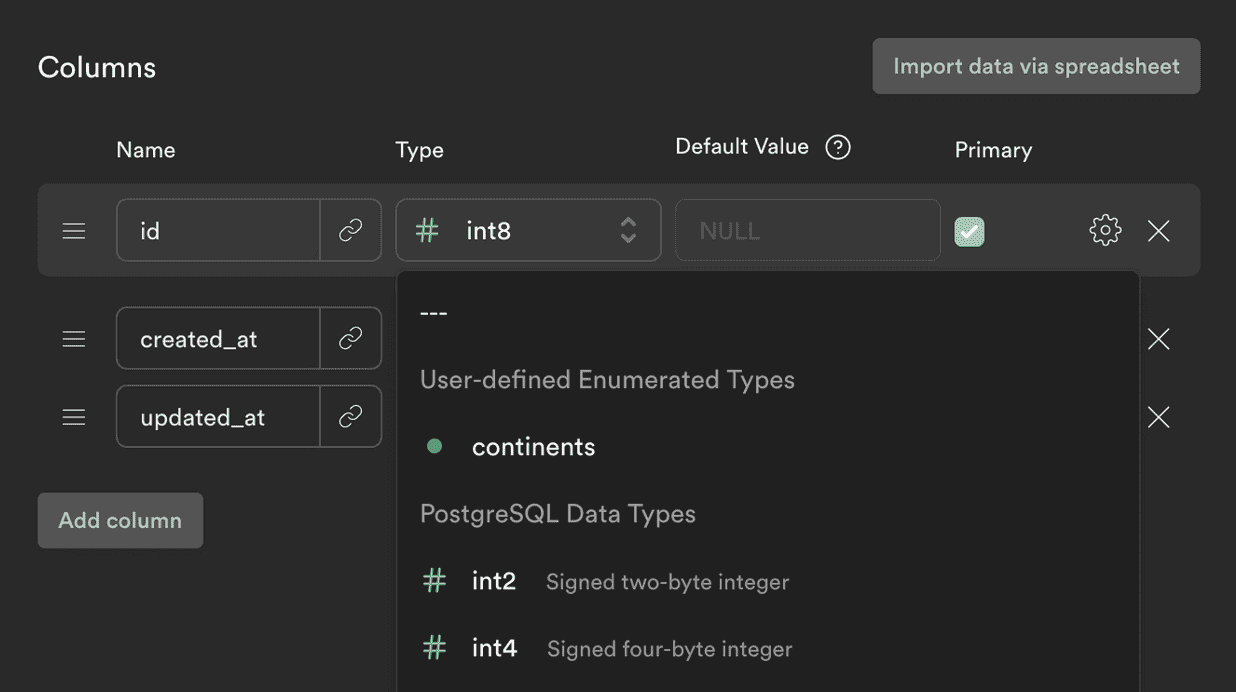 Columns
Import data via spreadsheet
Name Type Default Value ?
Primary
id # int8 NULL
---
created_at
User-defined Enumerated Types
updated_at
continents
Add column
PostgreSQL Data Types
# int2 Signed two-byte integer
# int4 Signed four-byte integer